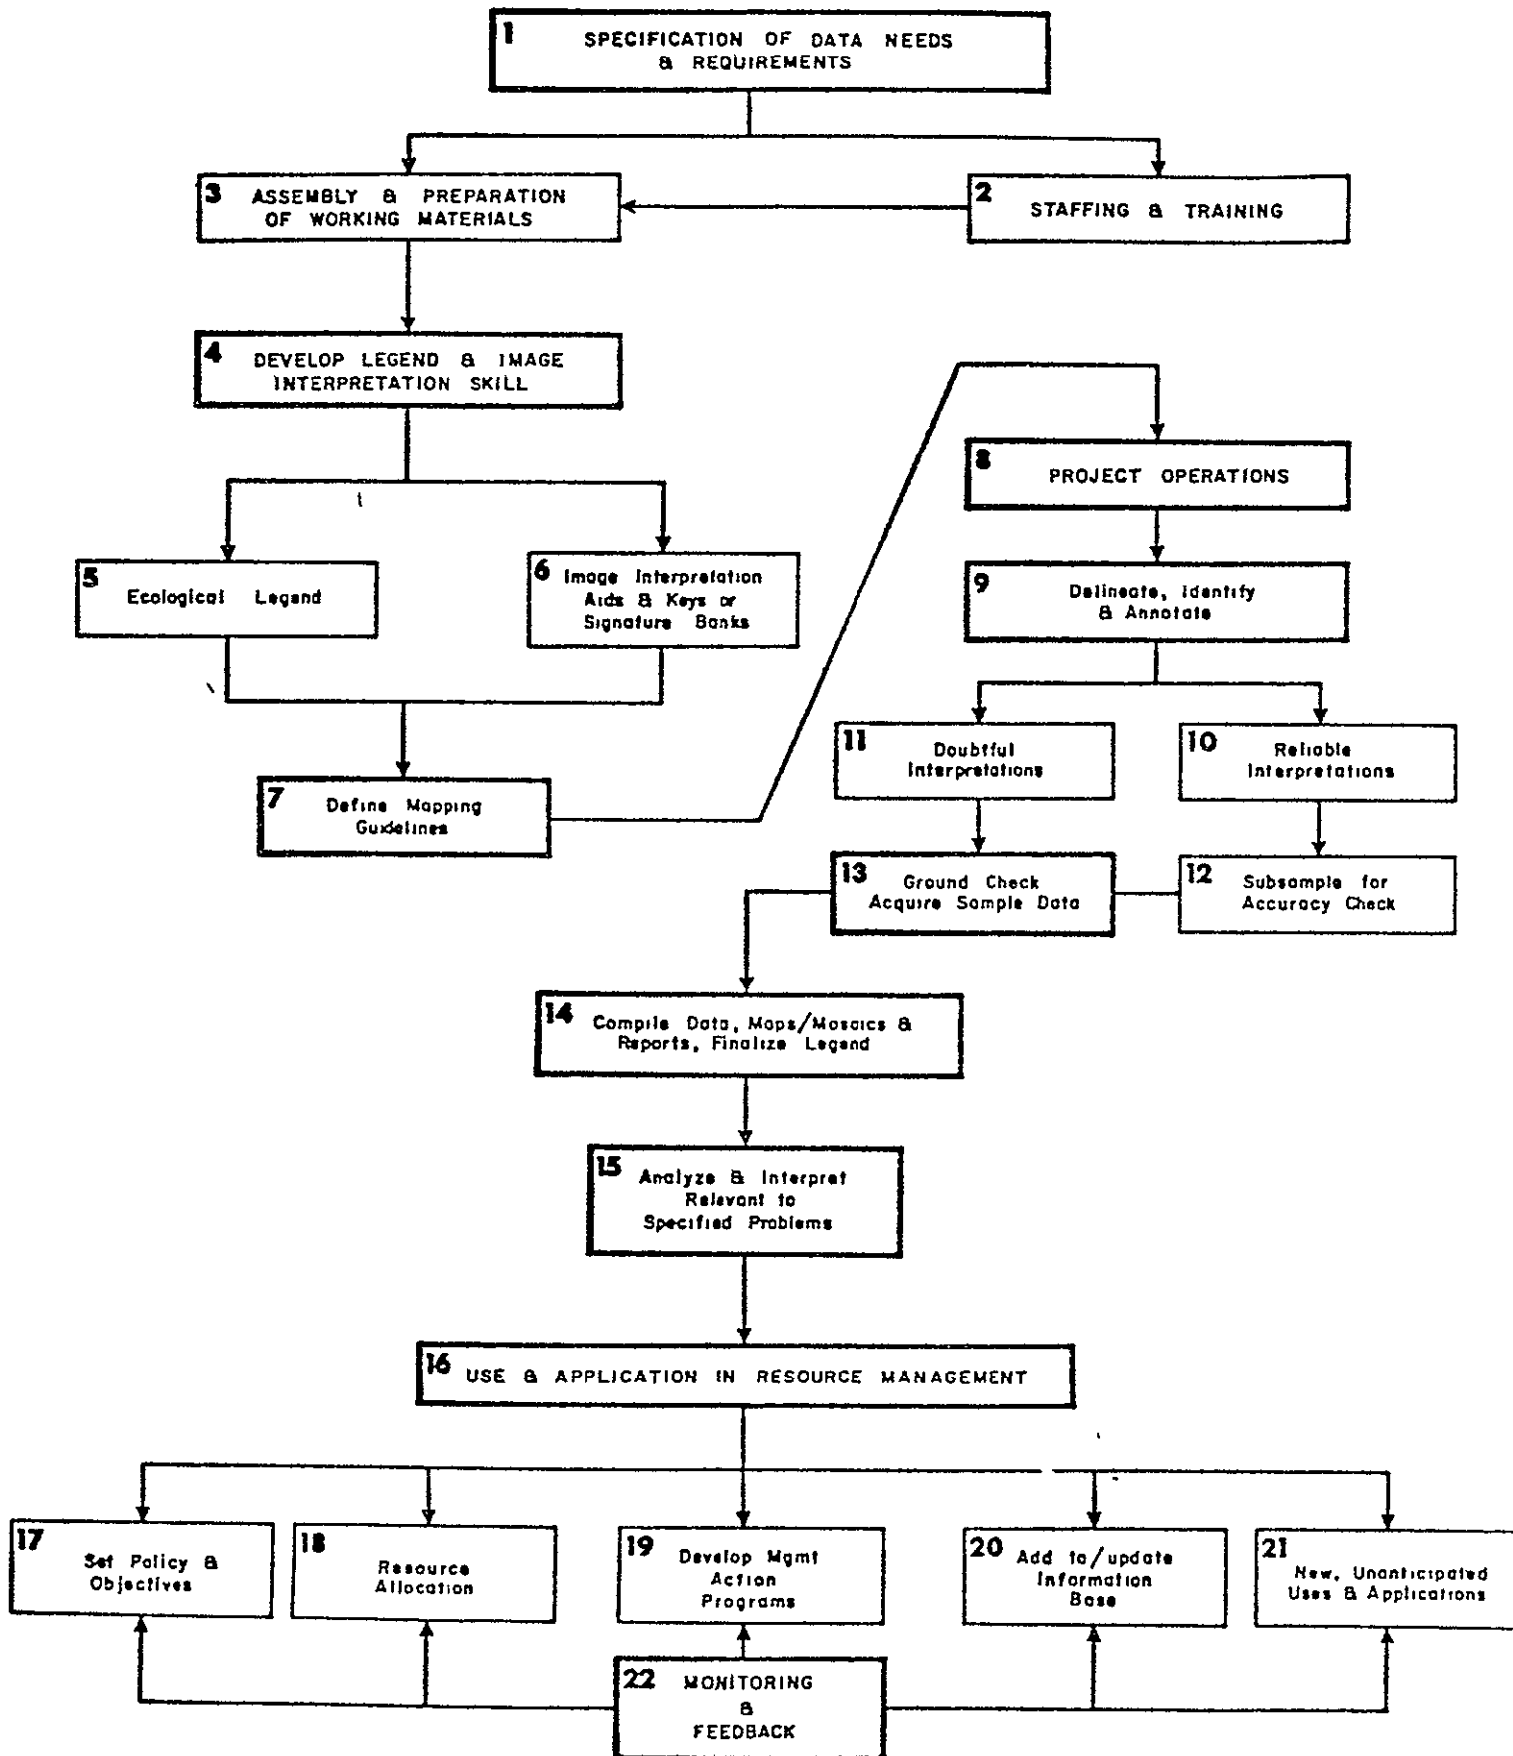 1 SPECIFICATION OF DATA NEEDS
& REQUIREMENTS
3 ASSEMBLY & PREPARATION
OF WORKING MATERIALS
2 STAFFING & TRAINING
4 DEVELOP LEGEND & IMAGE
INTERPRETATION SKILL
8 PROJECT OPERATIONS
5 Ecological Legend
6 Image Interpretation
Aids & Keys or
Signature Banks
9 Delineate, Identify
& Annotate
7 Define Mapping
Guidelines
11 Doubtful
Interpretations
10 Reliable
Interpretations
13 Ground Check
Acquire Sample Data
12 Subsample for
Accuracy Check
14 Compile Data, Maps/Mosaics &
Reports, Finalize Legend
15 Analyze & Interpret
Relevant to
Specified Problems
16 USE & APPLICATION IN RESOURCE MANAGEMENT
17 Set Policy &
Objectives
18 Resource
Allocation
19 Develop Mgmt
Action
Programs
20 Add to/update
Information
Base
21 New, Unanticipated
Uses & Applications
22 MONITORING
&
FEEDBACK